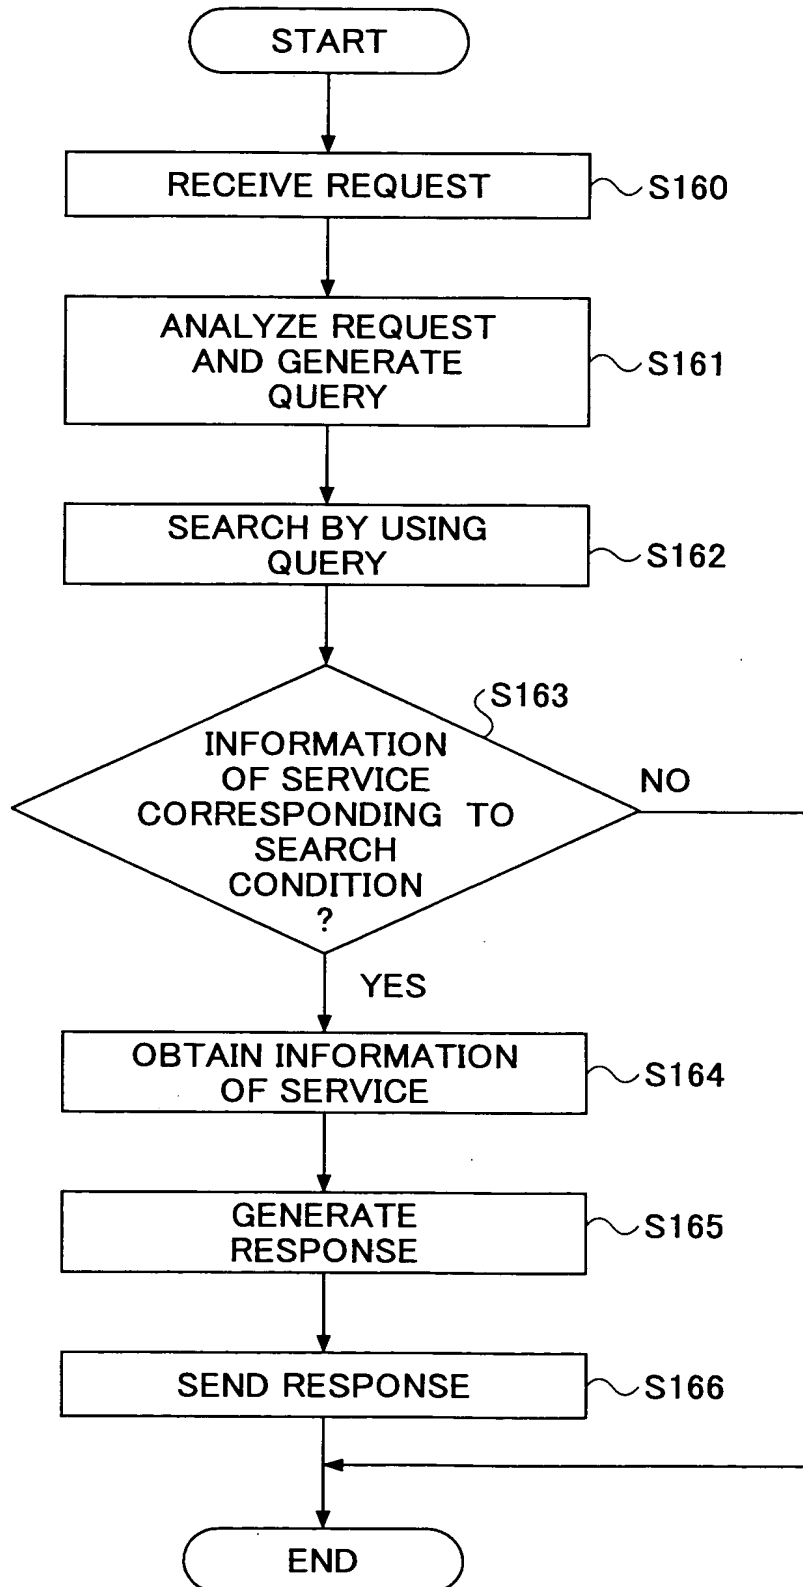 START
RECEIVE REQUEST
S160
ANALYZE REQUEST
AND GENERATE
QUERY
S161
SEARCH BY USING
QUERY
S162
S163
INFORMATION
OF SERVICE
CORRESPONDING TO
SEARCH
CONDITION
?
NO
YES
OBTAIN INFORMATION
OF SERVICE
S164
GENERATE
RESPONSE
S165
SEND RESPONSE
S166
END